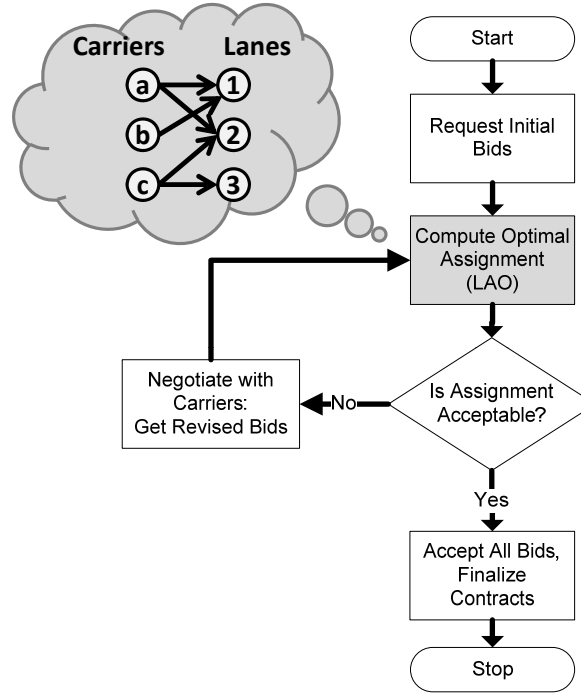 Carriers Lanes
a 1
b 2
c 3
Start
Request Initial
Bids
Compute Optimal
Assignment
(LAO)
Is Assignment
Acceptable?
No
Negotiate with
Carriers:
Get Revised Bids
Yes
Accept All Bids,
Finalize
Contracts
Stop